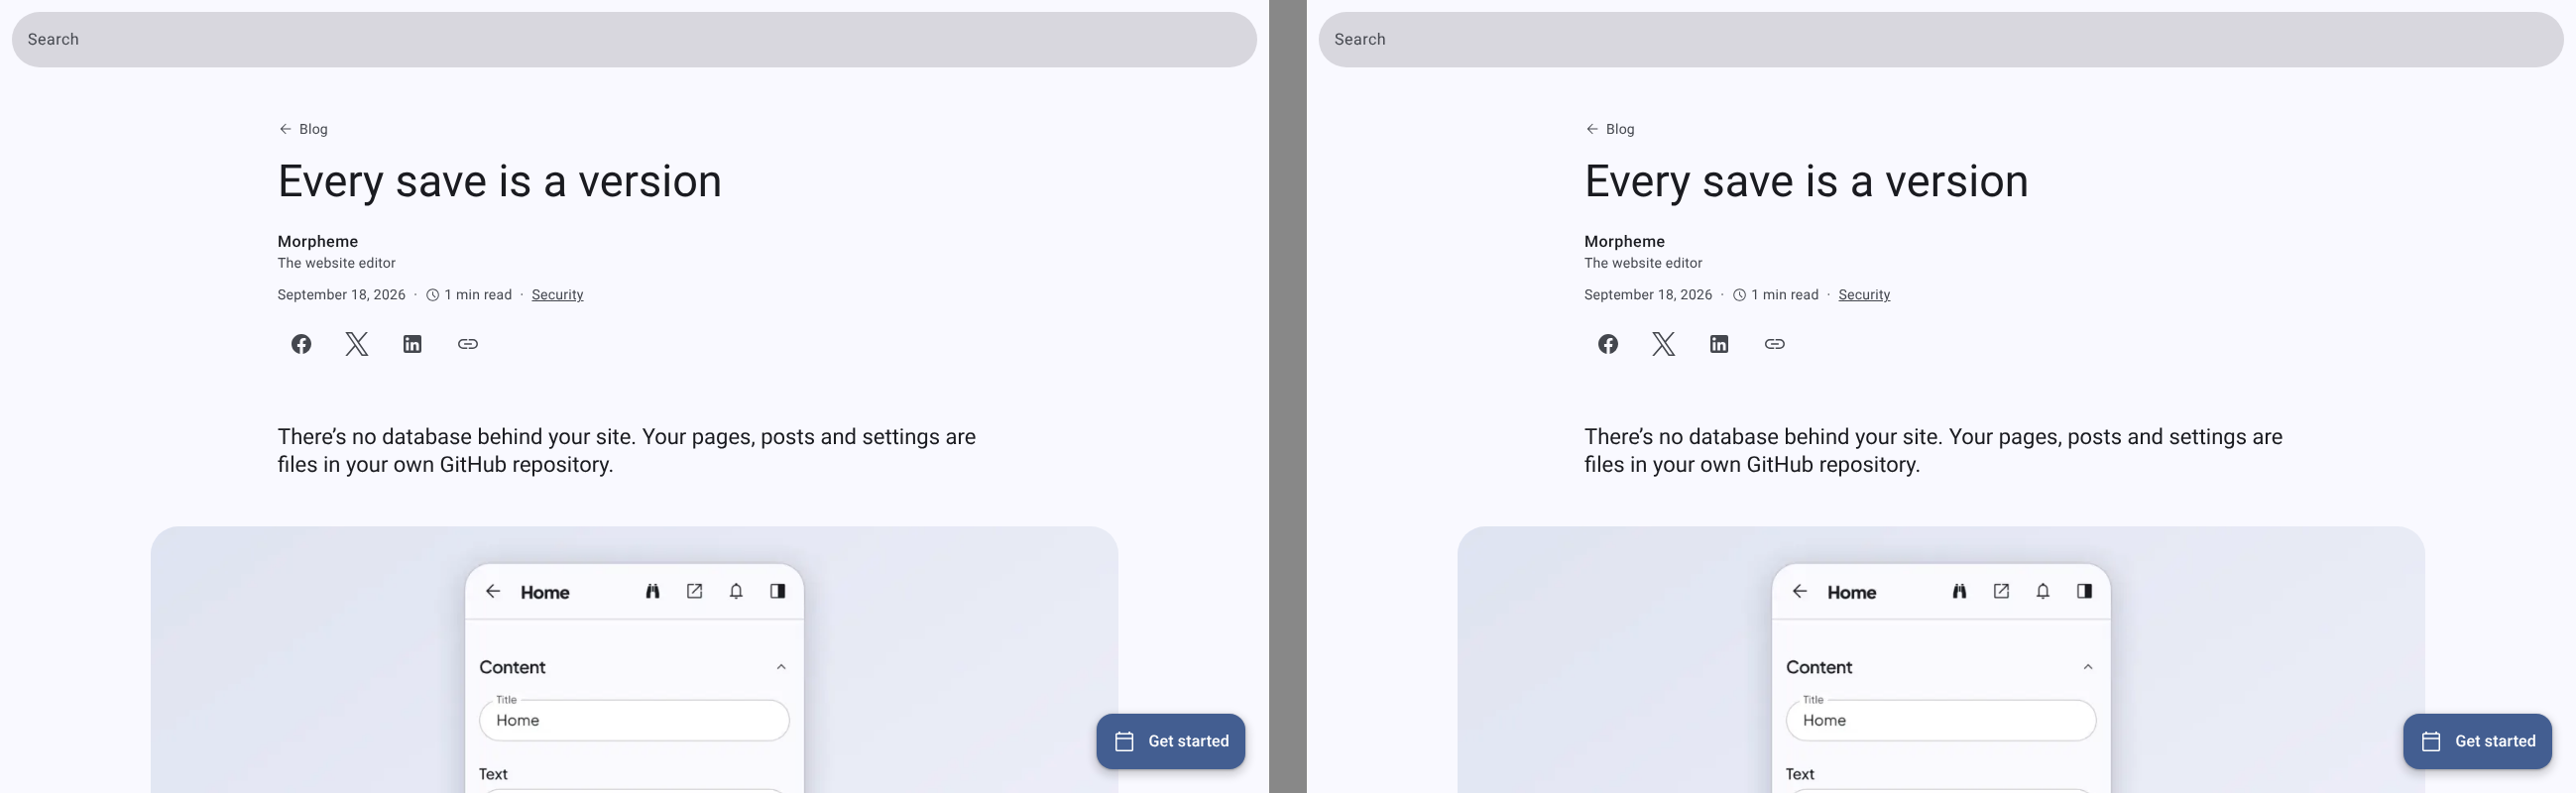 Search
Blog
Every save is a version
Morpheme
The website editor
September 18, 2026 · 1 min read · Security
There’s no database behind your site. Your pages, posts and settings are
files in your own GitHub repository.
Home
Content
Title
Home
Get started
Text
Search
Blog
Every save is a version
Morpheme
The website editor
September 18, 2026 · 1 min read · Security
There’s no database behind your site. Your pages, posts and settings are
files in your own GitHub repository.
Home
Content
Title
Home
Get started
Text